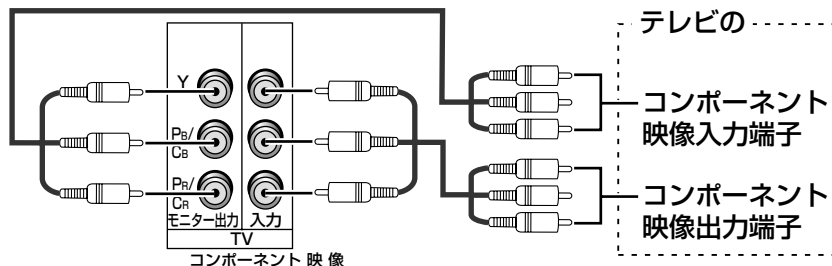 テレビの
Y
PB/
CB
PR/
CR
モニター出力
入力
TV
コンポーネント 映 像
コンポーネント
映像入力端子
コンポーネント
映像出力端子